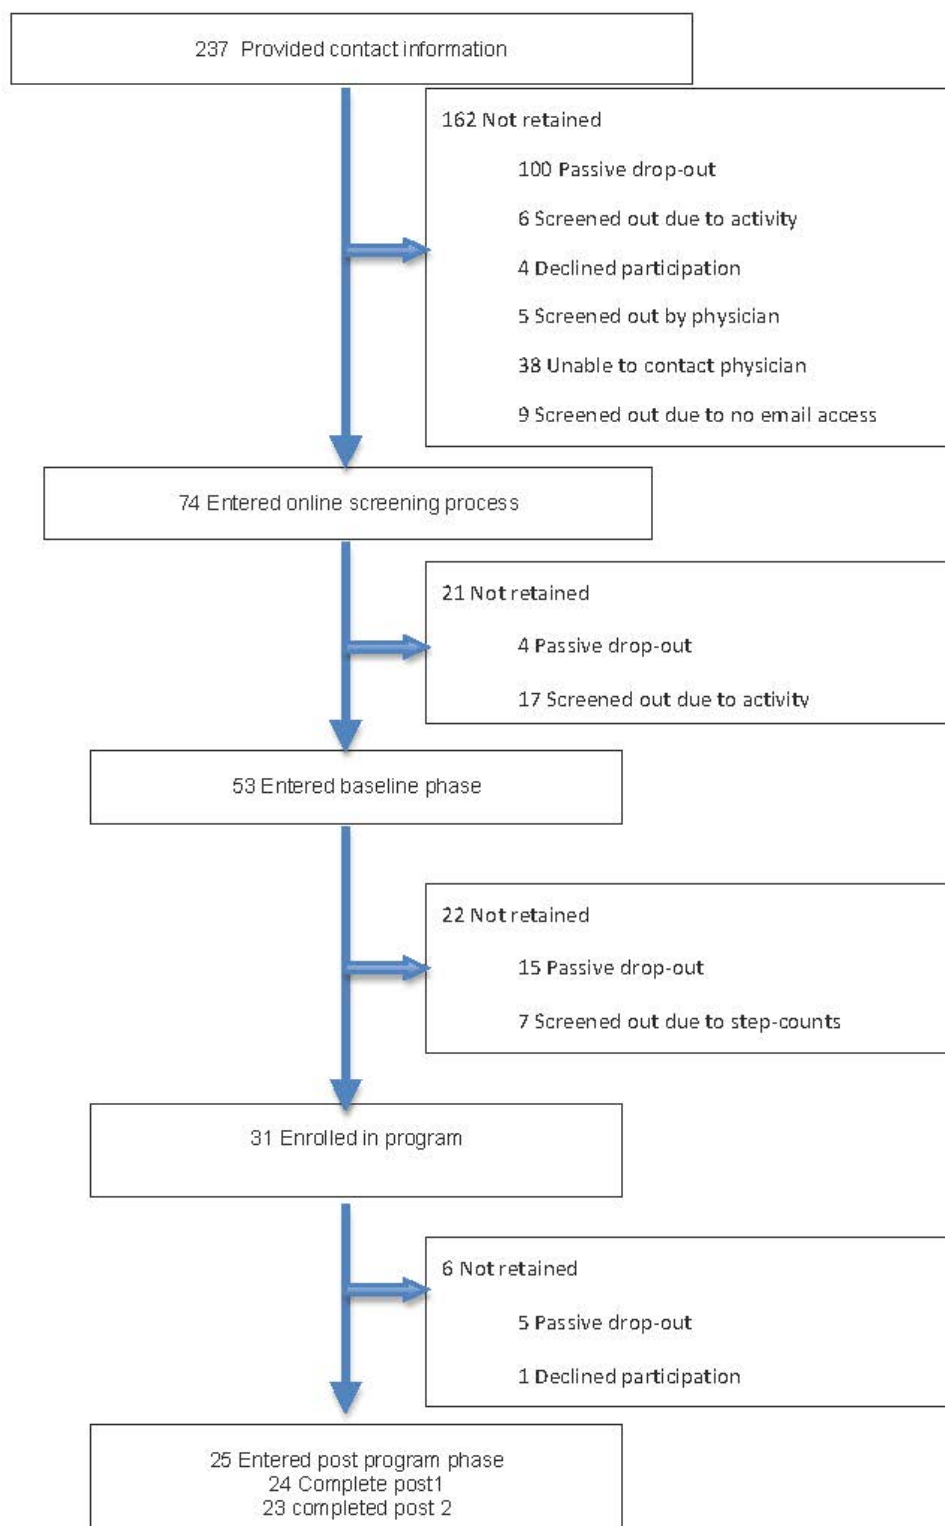 237 Provided contact information
162 Not retained
100 Passive drop-out
6 Screened out due to activity
4 Declined participation
5 Screened out by physician
38 Unable to contact physician
9 Screened out due to no email access
74 Entered online screening process
21 Not retained
4 Passive drop-out
17 Screened out due to activity
53 Entered baseline phase
22 Not retained
15 Passive drop-out
7 Screened out due to step-counts
31 Enrolled in program
6 Not retained
5 Passive drop-out
1 Declined participation
25 Entered post program phase
24 Complete post1
23 completed post 2